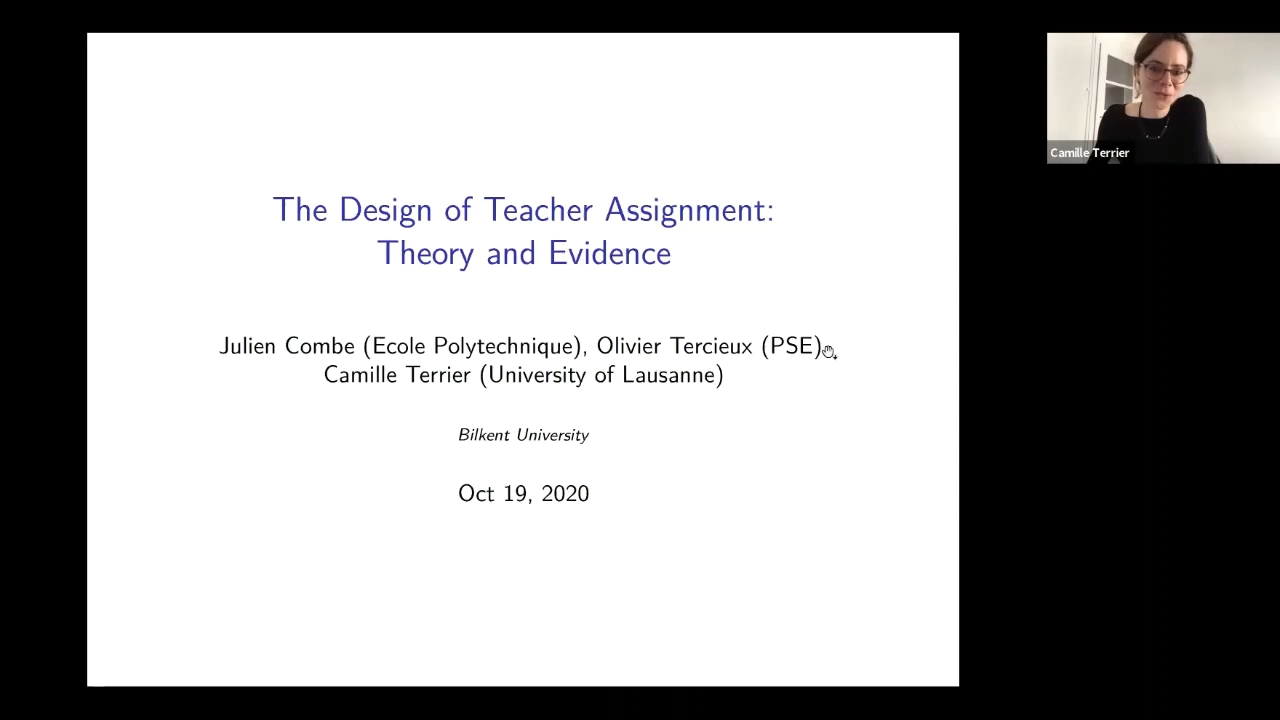 The Design of Teacher Assignment:
Theory and Evidence
Julien Combe (Ecole Polytechnique), Olivier Tercieux (PSE)
Camille Terrier (University of Lausanne)
Bilkent University
Oct 19, 2020
Camille Terrier